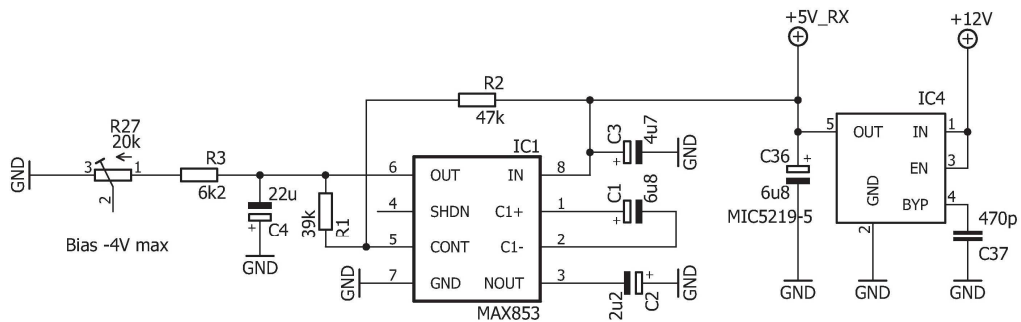 +5V_RX
+12V
R2
47k
IC4
R27
20k
3
1
2
R3
6k2
GND
Bias -4V max
22u
C4
+
GND
39k
R1
IC1
6
OUT
IN
8
4
SHDN
C1+
1
5
CONT
C1-
2
7
GND
NOUT
3
GND
MAX853
C3
4u7
+
GND
C1
6u8
+
2u2
C2
+
GND
C36
+
6u8
MIC5219-5
GND
5
OUT
IN
1
EN
3
GND
BYP
4
2
GND
470p
C37
GND